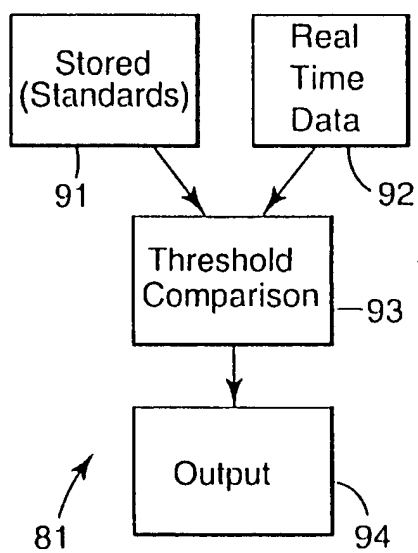 Stored
(Standards)
91
Real
Time
Data
92
Threshold
Comparison
93
Output
94
81